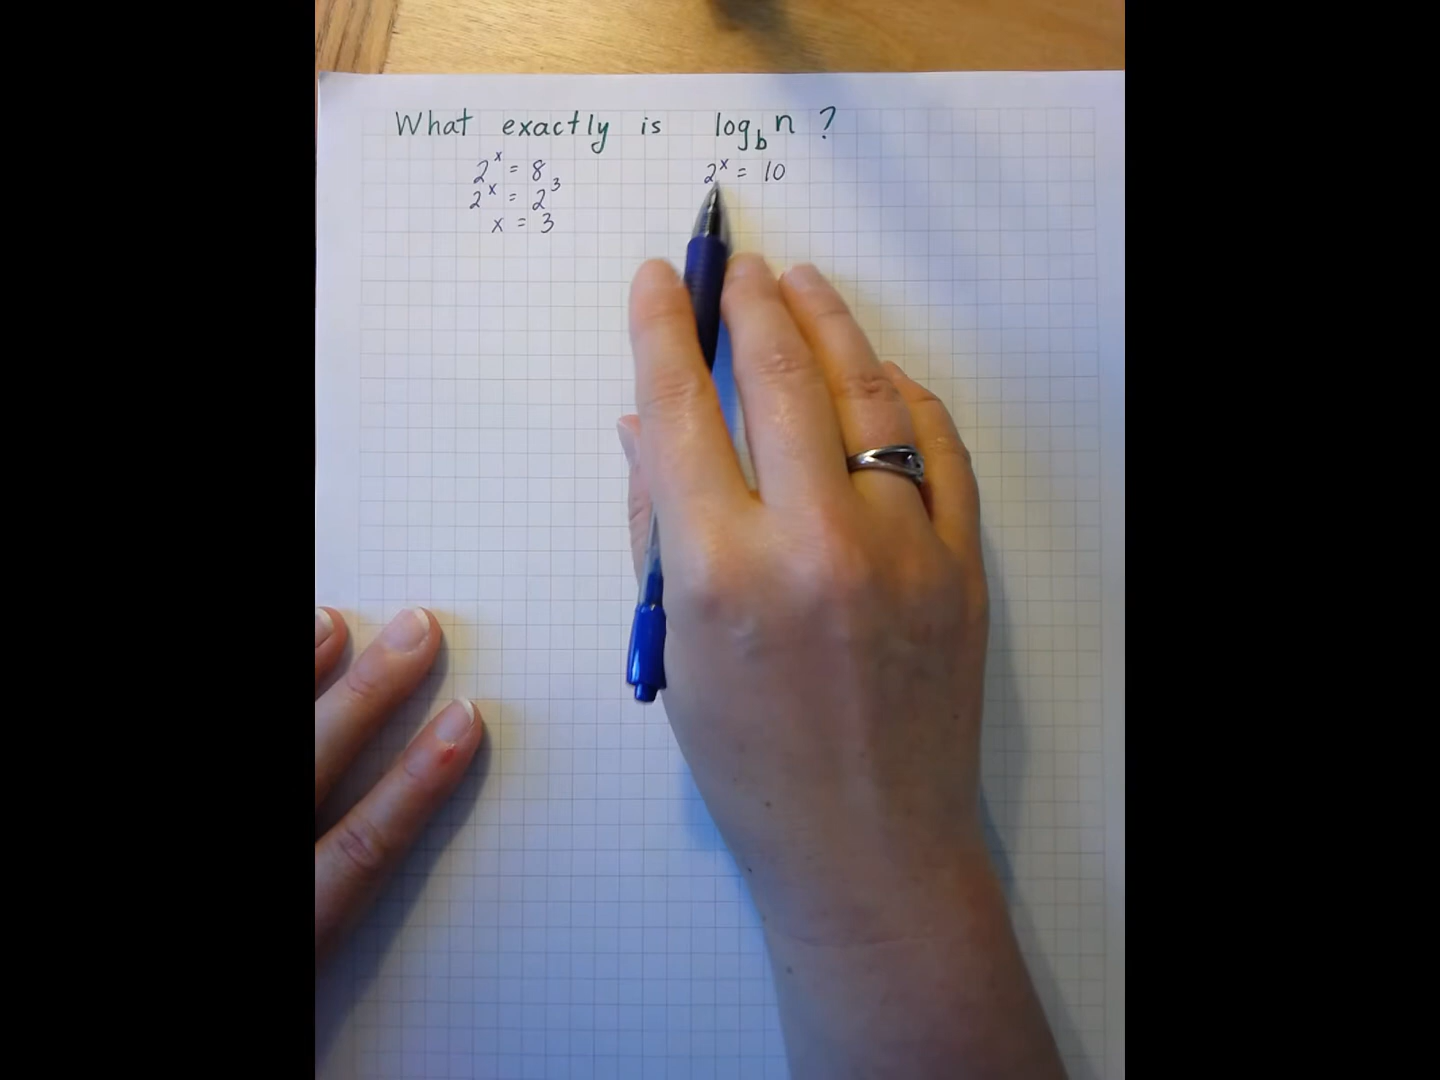 What exactly is log_b n ?
2^x = 8
2^x = 2^3
x = 3
2^x = 10